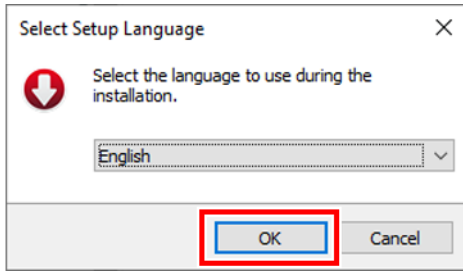 Select Setup Language
Select the language to use during the
installation.
English
OK
Cancel